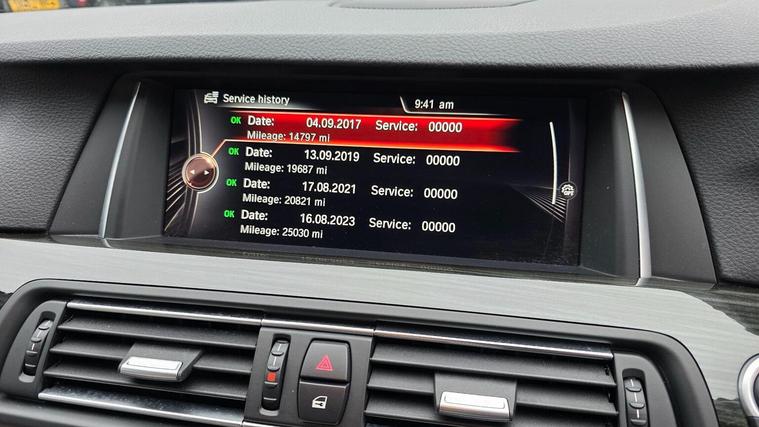 Service history
9:41 am
OK Date: 04.09.2017 Service: 00000
Mileage: 14797 mi
OK Date: 13.09.2019 Service: 00000
Mileage: 19687 mi
OK Date: 17.08.2021 Service: 00000
Mileage: 20821 mi
OK Date: 16.08.2023 Service: 00000
Mileage: 25030 mi
OFF